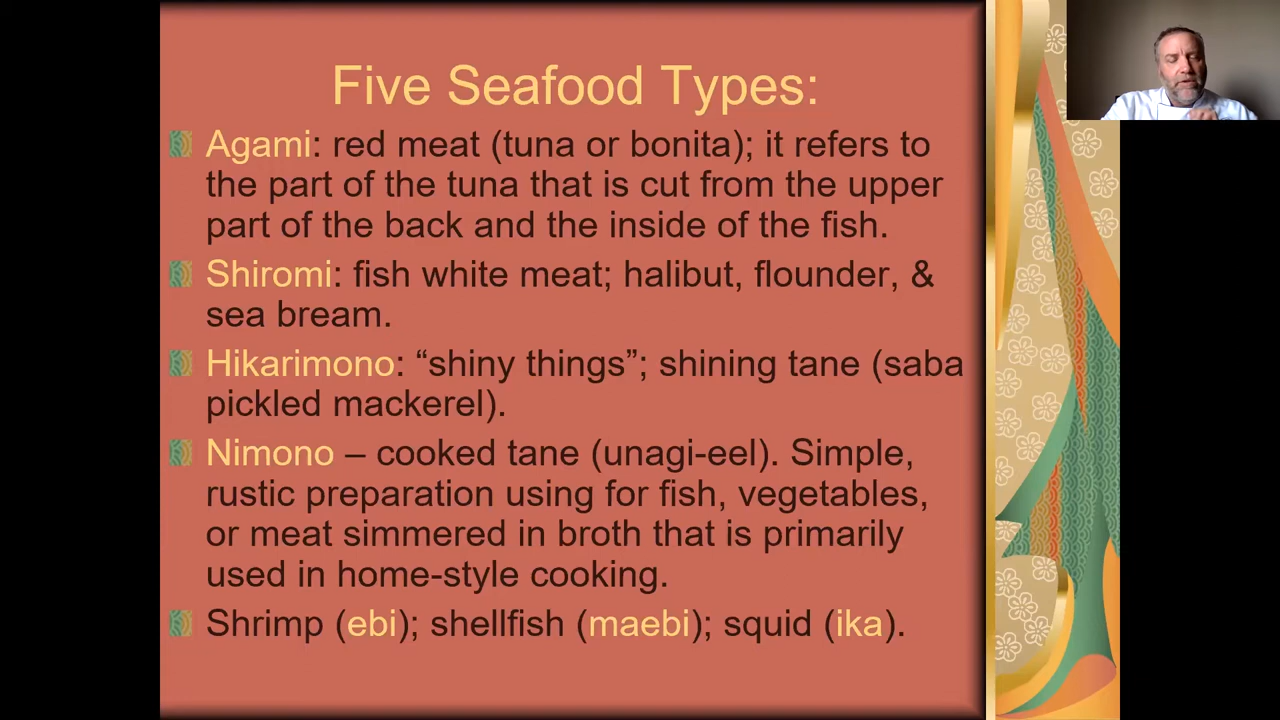 Five Seafood Types:
Agami: red meat (tuna or bonita); it refers to
the part of the tuna that is cut from the upper
part of the back and the inside of the fish.
Shiromi: fish white meat; halibut, flounder, &
sea bream.
Hikarimono: “shiny things”; shining tane (saba
pickled mackerel).
Nimono – cooked tane (unagi-eel). Simple,
rustic preparation using for fish, vegetables,
or meat simmered in broth that is primarily
used in home-style cooking.
Shrimp (ebi); shellfish (maebi); squid (ika).